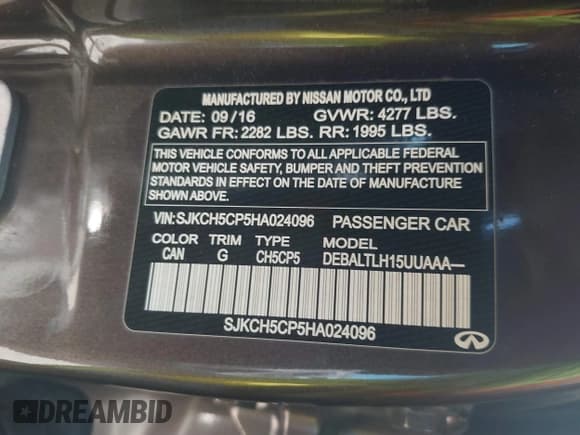 MANUFACTURED BY NISSAN MOTOR CO., LTD
DATE: 09/16 GVWR: 4277 LBS.
GAWR FR: 2282 LBS. RR: 1995 LBS.
THIS VEHICLE CONFORMS TO ALL APPLICABLE FEDERAL
MOTOR VEHICLE SAFETY, BUMPER AND THEFT PREVENTION
STANDARDS IN EFFECT ON THE DATE OF MANUFACTURE
SHOWN ABOVE.
VIN:SJKCH5CP5HA024096 PASSENGER CAR
COLOR TRIM TYPE MODEL
CAN G CH5CP5 DEBALTLH15UUAAA—
SJKCH5CP5HA024096
DREAMBID